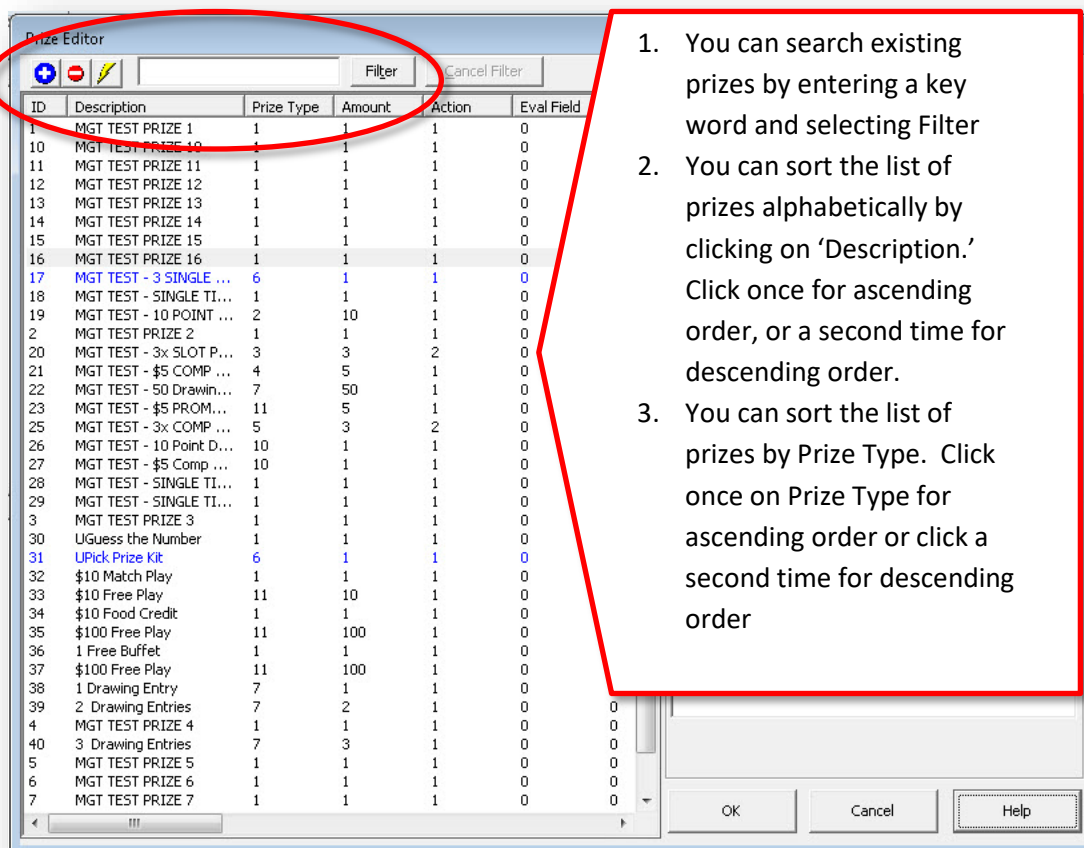 Prize Editor
Filter Cancel Filter
ID Description Prize Type Amount Action Eval Field
1 MGT TEST PRIZE 1 1 1 1 0
10 MGT TEST PRIZE 10 1 1 1 0
11 MGT TEST PRIZE 11 1 1 1 0
12 MGT TEST PRIZE 12 1 1 1 0
13 MGT TEST PRIZE 13 1 1 1 0
14 MGT TEST PRIZE 14 1 1 1 0
15 MGT TEST PRIZE 15 1 1 1 0
16 MGT TEST PRIZE 16 1 1 1 0
17 MGT TEST - 3 SINGLE ... 6 1 1 0
18 MGT TEST - SINGLE TI... 1 1 1 0
19 MGT TEST - 10 POINT ... 2 10 1 0
2 MGT TEST PRIZE 2 1 1 1 0
20 MGT TEST - 3x SLOT P... 3 3 2 0
21 MGT TEST - $5 COMP ... 4 5 1 0
22 MGT TEST - 50 Drawin... 7 50 1 0
23 MGT TEST - $5 PROM... 11 5 1 0
25 MGT TEST - 3x COMP ... 5 3 2 0
26 MGT TEST - 10 Point D... 10 1 1 0
27 MGT TEST - $5 Comp ... 10 1 1 0
28 MGT TEST - SINGLE TI... 1 1 1 0
29 MGT TEST - SINGLE TI... 1 1 1 0
3 MGT TEST PRIZE 3 1 1 1 0
30 UGuess the Number 1 1 1 0
31 UPick Prize Kit 6 1 1 0
32 $10 Match Play 1 1 1 0
33 $10 Free Play 11 10 1 0
34 $10 Food Credit 1 1 1 0
35 $100 Free Play 11 100 1 0
36 1 Free Buffet 1 1 1 0
37 $100 Free Play 11 100 1 0
38 1 Drawing Entry 7 1 1 0
39 2 Drawing Entries 7 2 1 0 0
4 MGT TEST PRIZE 4 1 1 1 0 0
40 3 Drawing Entries 7 3 1 0 0
5 MGT TEST PRIZE 5 1 1 1 0 0
6 MGT TEST PRIZE 6 1 1 1 0 0
7 MGT TEST PRIZE 7 1 1 1 0 0
1. You can search existing
prizes by entering a key
word and selecting Filter
2. You can sort the list of
prizes alphabetically by
clicking on ‘Description.’
Click once for ascending
order, or a second time for
descending order.
3. You can sort the list of
prizes by Prize Type. Click
once on Prize Type for
ascending order or click a
second time for descending
order
OK Cancel Help